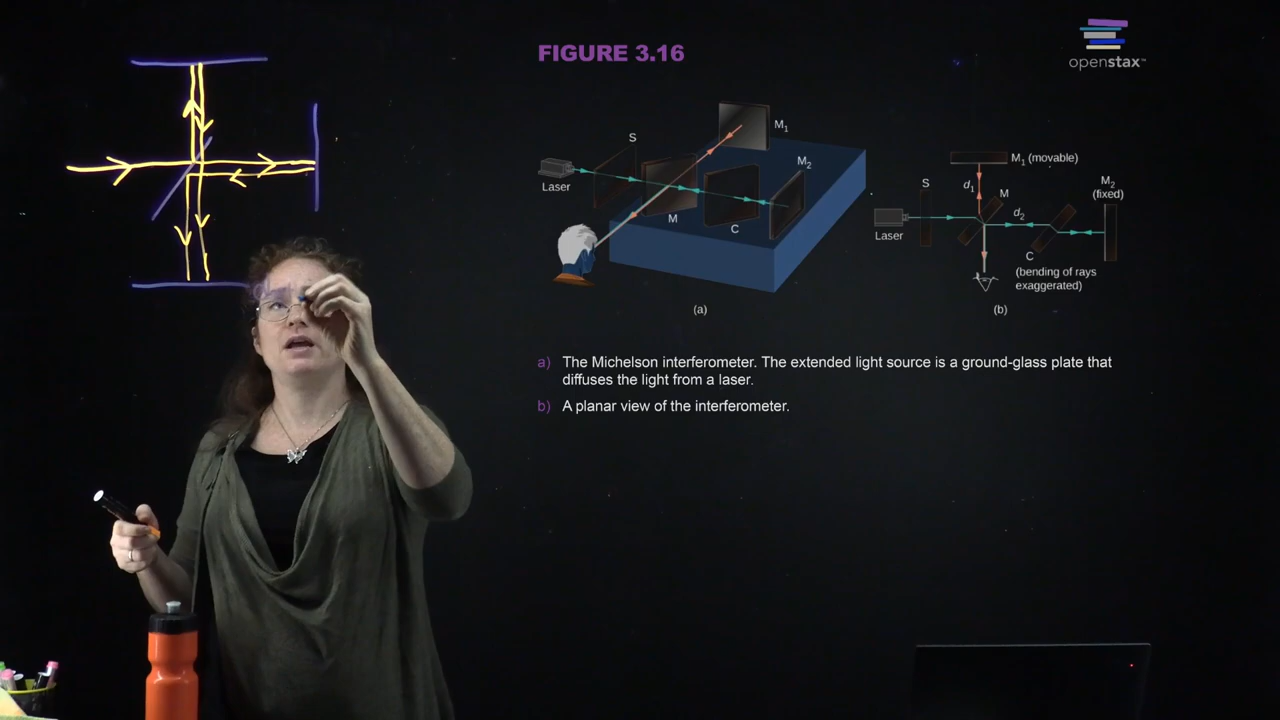 FIGURE 3.16
openstax™
S
M₁
M₂
Laser
M
C
(a)
M₁ (movable)
M₂
(fixed)
S
d₁
M
d₂
Laser
C
(bending of rays
exaggerated)
(b)
a) The Michelson interferometer. The extended light source is a ground-glass plate that
diffuses the light from a laser.
b) A planar view of the interferometer.